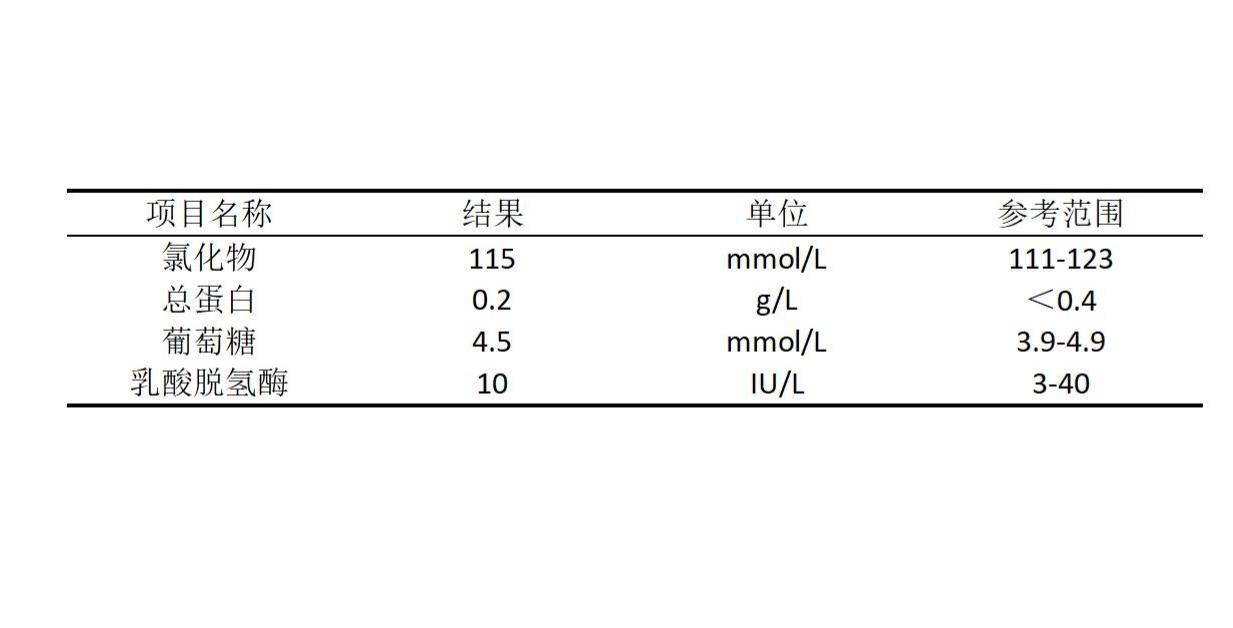 项目名称 结果 单位 参考范围
氯化物 115 mmol/L 111-123
总蛋白 0.2 g/L ＜0.4
葡萄糖 4.5 mmol/L 3.9-4.9
乳酸脱氢酶 10 IU/L 3-40